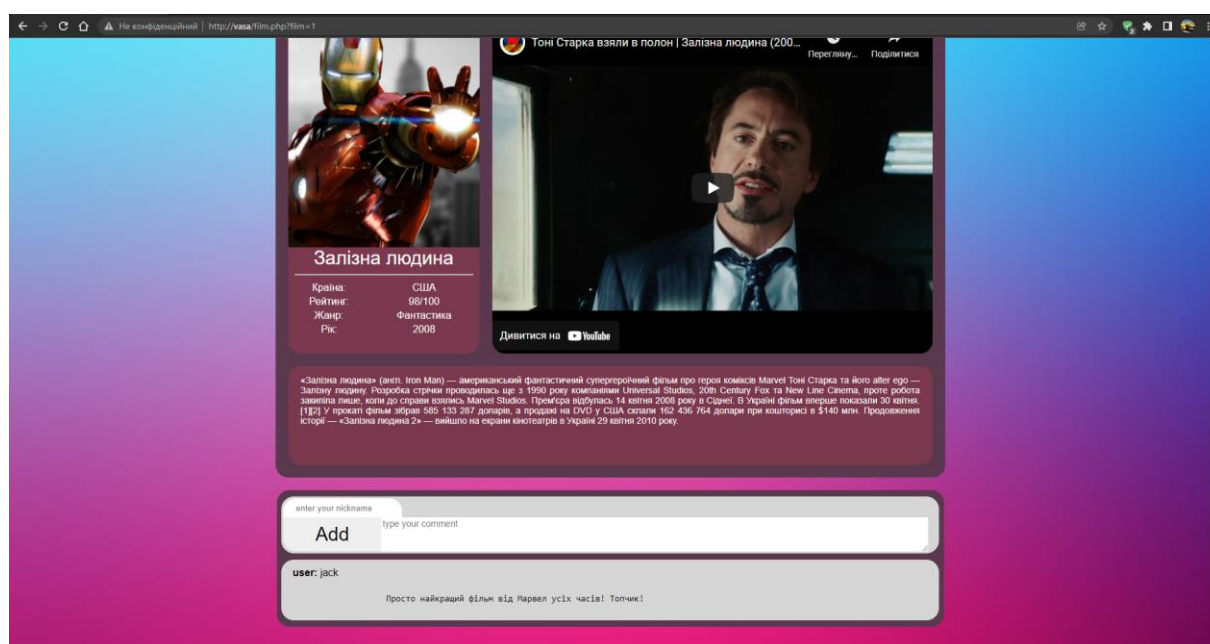 Не конфіденційний | http://vasa/film.php?film=1
Тоні Старка взяли в полон | Залізна людина (200...
Перегляну...
Поділитися
Залізна людина
Країна: США
Рейтинг: 98/100
Жанр: Фантастика
Рік: 2008
Дивитися на YouTube
«Залізна людина» (англ. Iron Man) — американський фантастичний супергеройчний фільм про героя коміксів Marvel Тоні Старка та його alter ego —
Залізну людину. Розробка стрічки проводилась ще з 1990 року компаніями Universal Studios, 20th Century Fox та New Line Cinema, проте робота
закипіла лише, коли до справи взялись Marvel Studios. Прем'єра відбулась 14 квітня 2008 року в Сіднеї. В Україні фільм вперше показали 30 квітня.
[1][2] У прокаті фільм зібрав 585 133 287 доларів, а продажі на DVD у США склали 162 436 764 долари при кошторисі в $140 млн. Продовження
історії — «Залізна людина 2» — вийшло на екрани кінотеатрів в Україні 29 квітня 2010 року.
enter your nickname
Add
type your comment
user: jack
Просто найкращий фільм від Марвел усіх часів! Топчик!